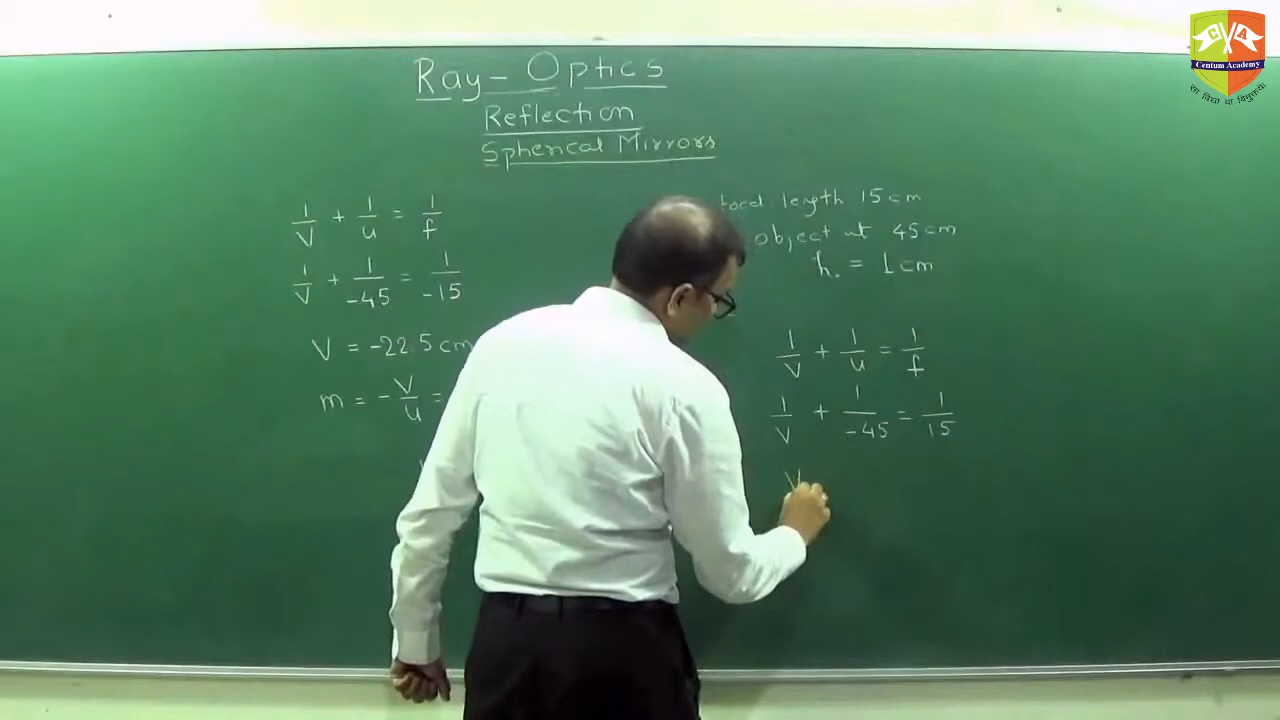 Ray - Optics
Reflection
Spherical Mirrors
1/V + 1/u = 1/f
1/V + 1/-45 = 1/-15
V = -22.5 cm
m = - V/u =
focal length 15 cm
object at 45 cm
h₀ = 1 cm
1/V + 1/u = 1/f
1/V + 1/-45 = 1/15
V
C A
Centum Academy
सा विद्या या विमुक्तये